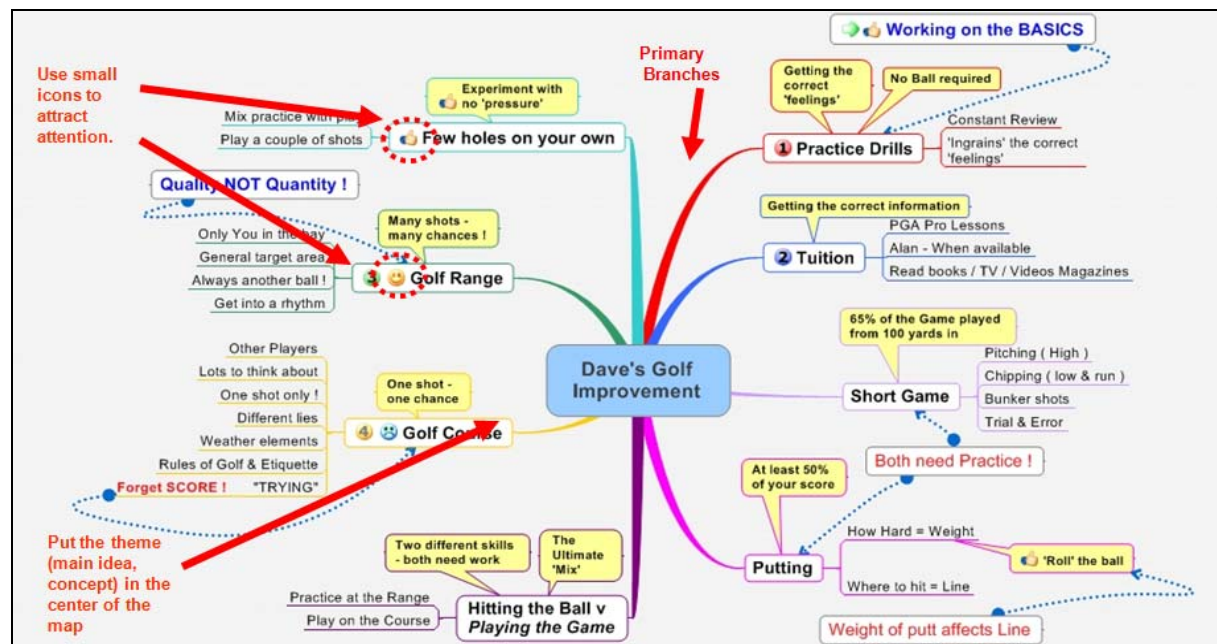 Use small
icons to
attract
attention.
Experiment with
no 'pressure'
Mix practice with play
Play a couple of shots
Few holes on your own
Quality NOT Quantity !
Many shots -
many chances !
Only You in the bay
General target area
Always another ball !
Get into a rhythm
3 Golf Range
Other Players
Lots to think about
One shot only !
Different lies
Weather elements
Rules of Golf & Etiquette
Forget SCORE ! "TRYING"
One shot -
one chance
4 Golf Course
Put the theme
(main idea,
concept) in the
center of the
map
Two different skills
- both need work
The
Ultimate
'Mix'
Practice at the Range
Play on the Course
Hitting the Ball v
Playing the Game
Dave's Golf
Improvement
Primary
Branches
Working on the BASICS
Getting the
correct
'feelings'
No Ball required
1 Practice Drills
Constant Review
'Ingrains' the correct
'feelings'
Getting the correct information
2 Tuition
PGA Pro Lessons
Alan - When available
Read books / TV / Videos Magazines
65% of the Game played
from 100 yards in
Short Game
Pitching ( High )
Chipping ( low & run )
Bunker shots
Trial & Error
Both need Practice !
At least 50%
of your score
Putting
How Hard = Weight
'Roll' the ball
Where to hit = Line
Weight of putt affects Line